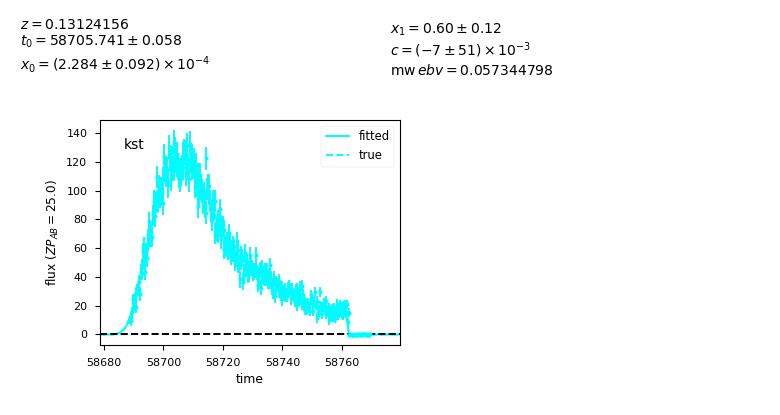 z = 0.13124156
t₀ = 58705.741 ± 0.058
x₀ = (2.284 ± 0.092) × 10⁻⁴
x₁ = 0.60 ± 0.12
c = (−7 ± 51) × 10⁻³
mw ebv = 0.057344798
kst
fitted
true
flux (ZP_AB = 25.0)
140
120
100
80
60
40
20
0
58680 58700 58720 58740 58760
time